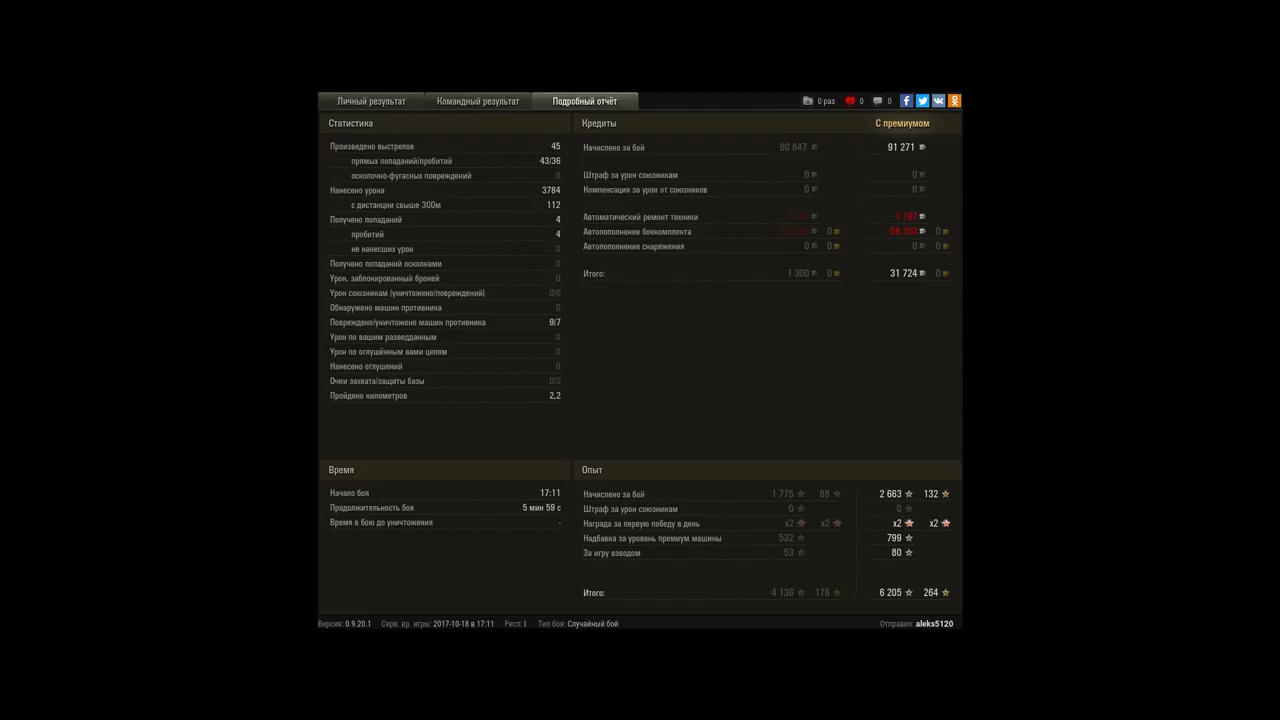 Личный результат Командный результат Подробный отчёт 0 раз 0 0
Статистика
Произведено выстрелов 45
прямых попаданий/пробитий 43/36
осколочно-фугасных повреждений 0
Нанесено урона 3784
с дистанции свыше 300м 112
Получено попаданий 4
пробитий 4
не нанесших урон 0
Получено попаданий осколками 0
Урон, заблокированный броней 0
Урон союзникам (уничтожено/повреждений) 0/0
Обнаружено машин противника 0
Повреждено/уничтожено машин противника 9/7
Урон по вашим разведданным 0
Урон по оглушённым вами целям 0
Нанесено оглушений 0
Очки захвата/защиты базы 0/0
Пройдено километров 2,2
Кредиты С премиумом
Начислено за бой 60 847 91 271
Штраф за урон союзникам 0 0
Компенсация за урон от союзников 0 0
Автоматический ремонт техники -1 197
Автопополнение боекомплекта 0 -58 350 0
Автопополнение снаряжения 0 0 0 0
Итого: 1 300 0 31 724 0
Время
Начало боя 17:11
Продолжительность боя 5 мин 59 с
Время в бою до уничтожения -
Опыт
Начислено за бой 1 775 88 2 663 132
Штраф за урон союзникам 0 0
Награда за первую победу в день x2 x2 x2 x2
Надбавка за уровень премиум машины 532 799
За игру взводом 53 80
Итого: 4 136 176 6 205 264
Версия: 0.9.20.1 Серв. вр. игры: 2017-10-18 в 17:11 Респ: I Тип боя: Случайный бой Отправил: aleks5120